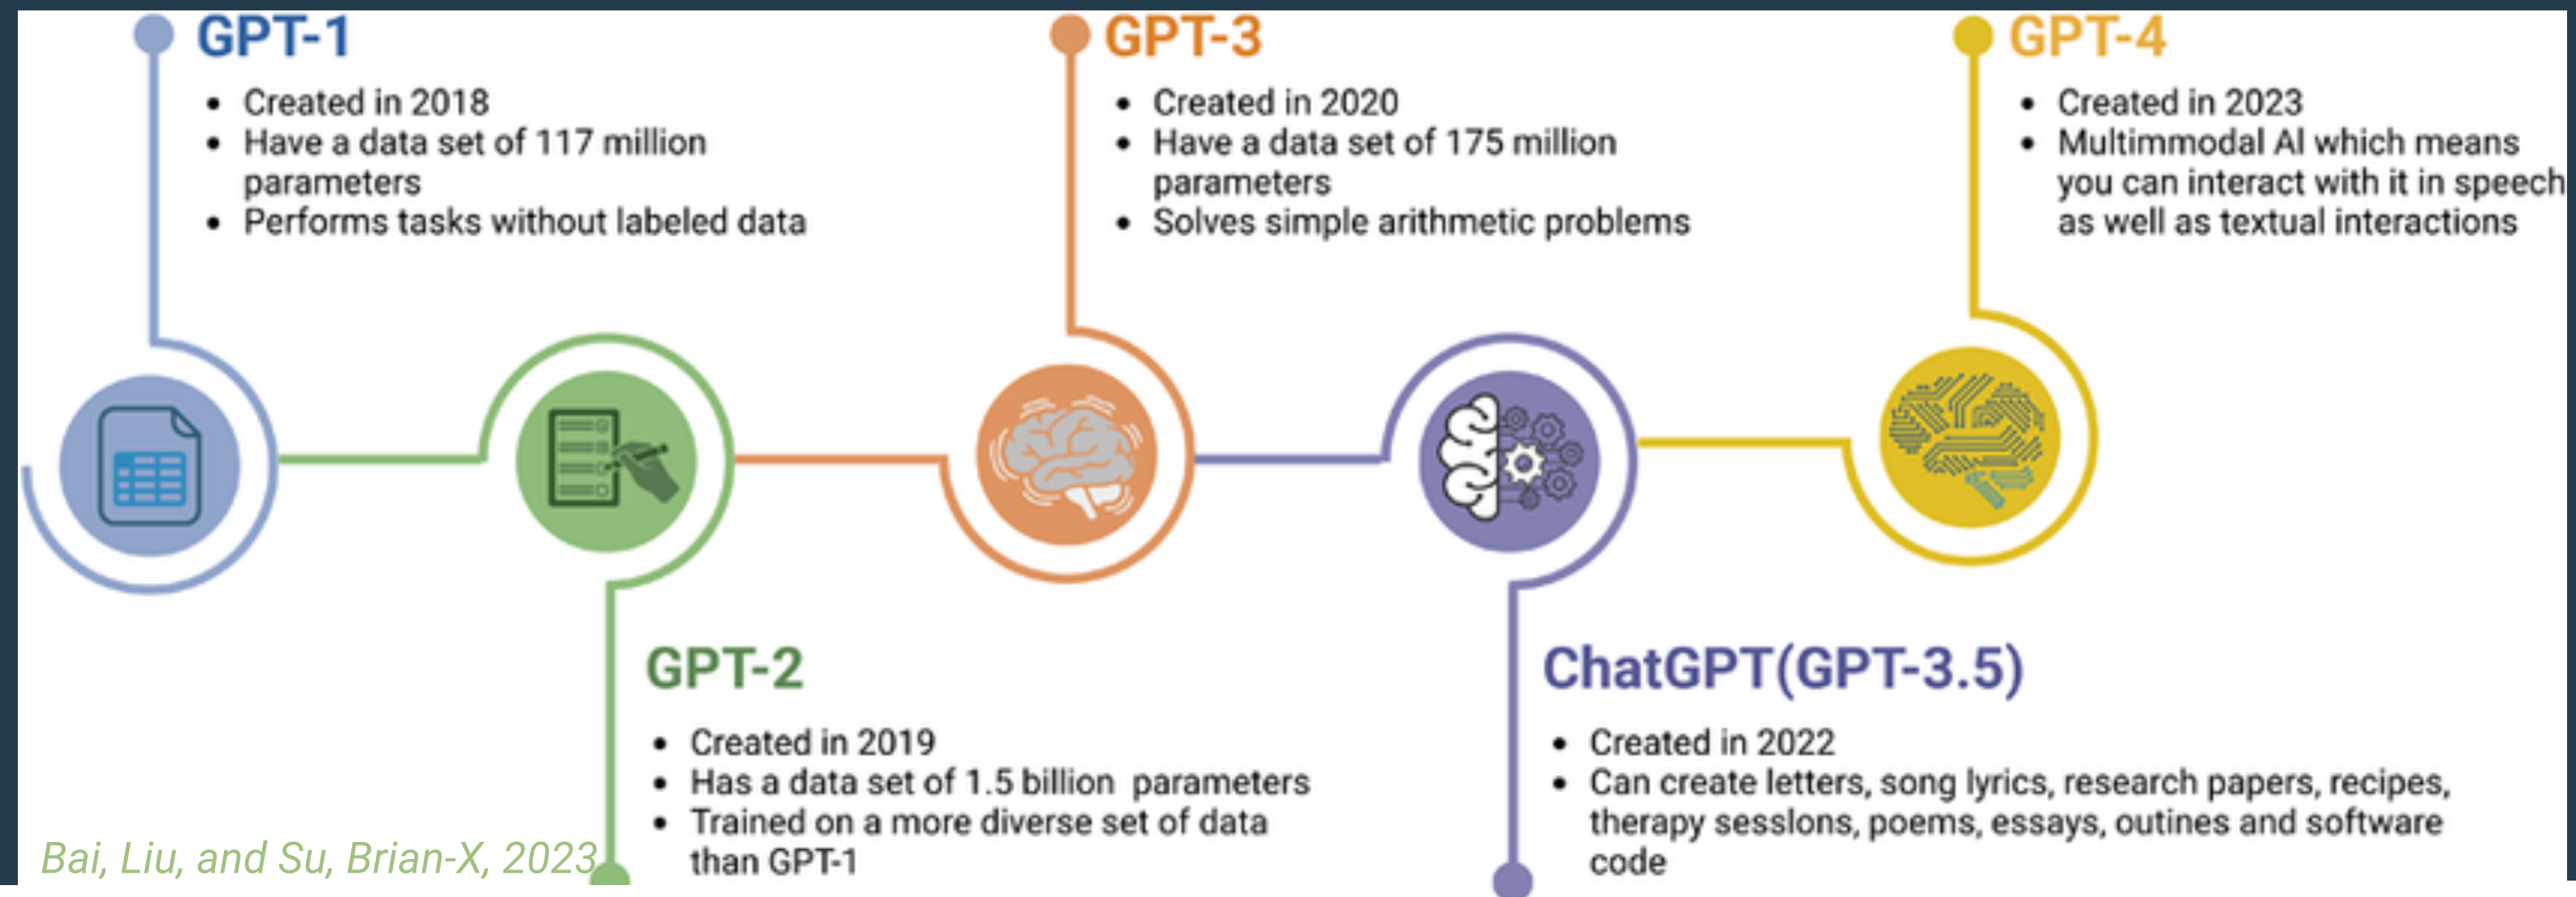 GPT-1
• Created in 2018
• Have a data set of 117 million
parameters
• Performs tasks without labeled data
GPT-3
• Created in 2020
• Have a data set of 175 million
parameters
• Solves simple arithmetic problems
GPT-4
• Created in 2023
• Multimmodal AI which means
you can interact with it in speech
as well as textual interactions
GPT-2
• Created in 2019
• Has a data set of 1.5 billion parameters
• Trained on a more diverse set of data
than GPT-1
ChatGPT(GPT-3.5)
• Created in 2022
• Can create letters, song lyrics, research papers, recipes,
therapy sesslons, poems, essays, outines and software
code
Bai, Liu, and Su, Brian-X, 2023